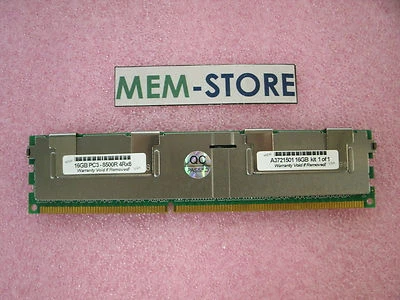 MEM-STORE
16GB PC3-8500R 4Rx8
Warranty Void if Removed!
QC
PASSED
A3721501 16GB kit 1 of 1
Warranty Void if Removed!